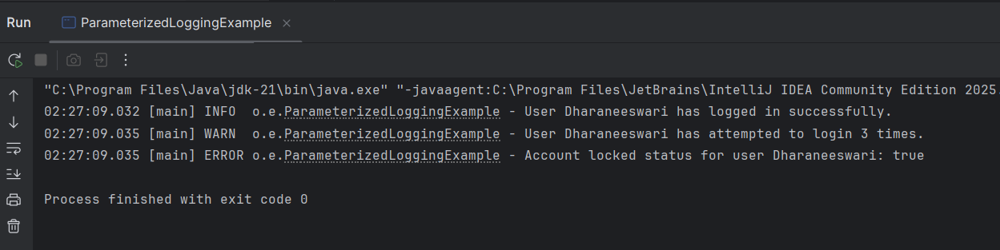 Run ParameterizedLoggingExample
"C:\Program Files\Java\jdk-21\bin\java.exe" "-javaagent:C:\Program Files\JetBrains\IntelliJ IDEA Community Edition 2025.
02:27:09.032 [main] INFO  o.e.ParameterizedLoggingExample - User Dharaneeswari has logged in successfully.
02:27:09.035 [main] WARN  o.e.ParameterizedLoggingExample - User Dharaneeswari has attempted to login 3 times.
02:27:09.035 [main] ERROR o.e.ParameterizedLoggingExample - Account locked status for user Dharaneeswari: true
Process finished with exit code 0